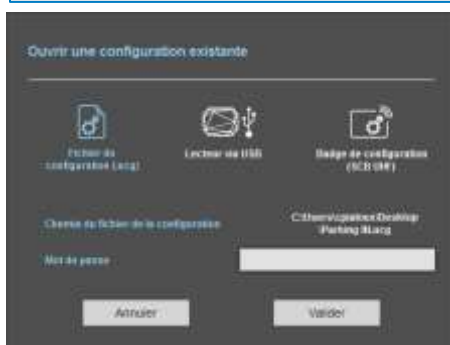 Ouvrir une configuration existante
Fichier de
configuration (.ucg)
Lecteur via USB
Badge de configuration
(SCB UHF)
Chemin du fichier de la configuration
Mot de passe
Annuler
Valider